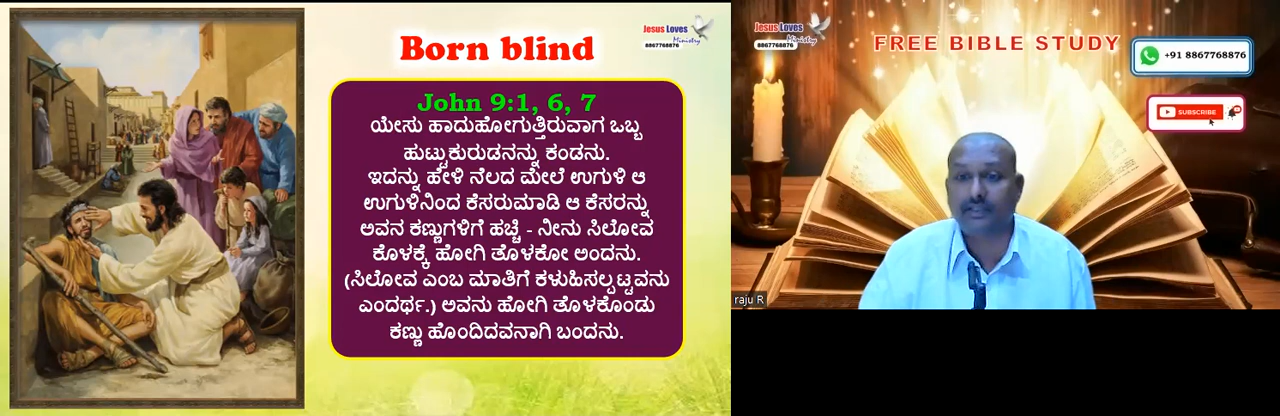 Born blind
Jesus Loves
Ministry
8867768876
John 9:1, 6, 7
ಯೇಸು ಹಾದುಹೋಗುತ್ತಿರುವಾಗ ಒಬ್ಬ
ಹುಟ್ಟುಕುರುಡನನ್ನು ಕಂಡನು.
ಇದನ್ನು ಹೇಳಿ ನೆಲದ ಮೇಲೆ ಉಗುಳಿ ಆ
ಉಗುಳಿನಿಂದ ಕೆಸರುಮಾಡಿ ಆ ಕೆಸರನ್ನು
ಅವನ ಕಣ್ಣುಗಳಿಗೆ ಹಚ್ಚಿ - ನೀನು ಸಿಲೋವ
ಕೊಳಕ್ಕೆ ಹೋಗಿ ತೊಳಕೋ ಅಂದನು.
(ಸಿಲೋವ ಎಂಬ ಮಾತಿಗೆ ಕಳುಹಿಸಲ್ಪಟ್ಟವನು
ಎಂದರ್ಥ.) ಅವನು ಹೋಗಿ ತೊಳಕೊಂಡು
ಕಣ್ಣು ಹೊಂದಿದವನಾಗಿ ಬಂದನು.
Jesus Loves
Ministry
8867768876
FREE BIBLE STUDY
+91 8867768876
SUBSCRIBE
raju R